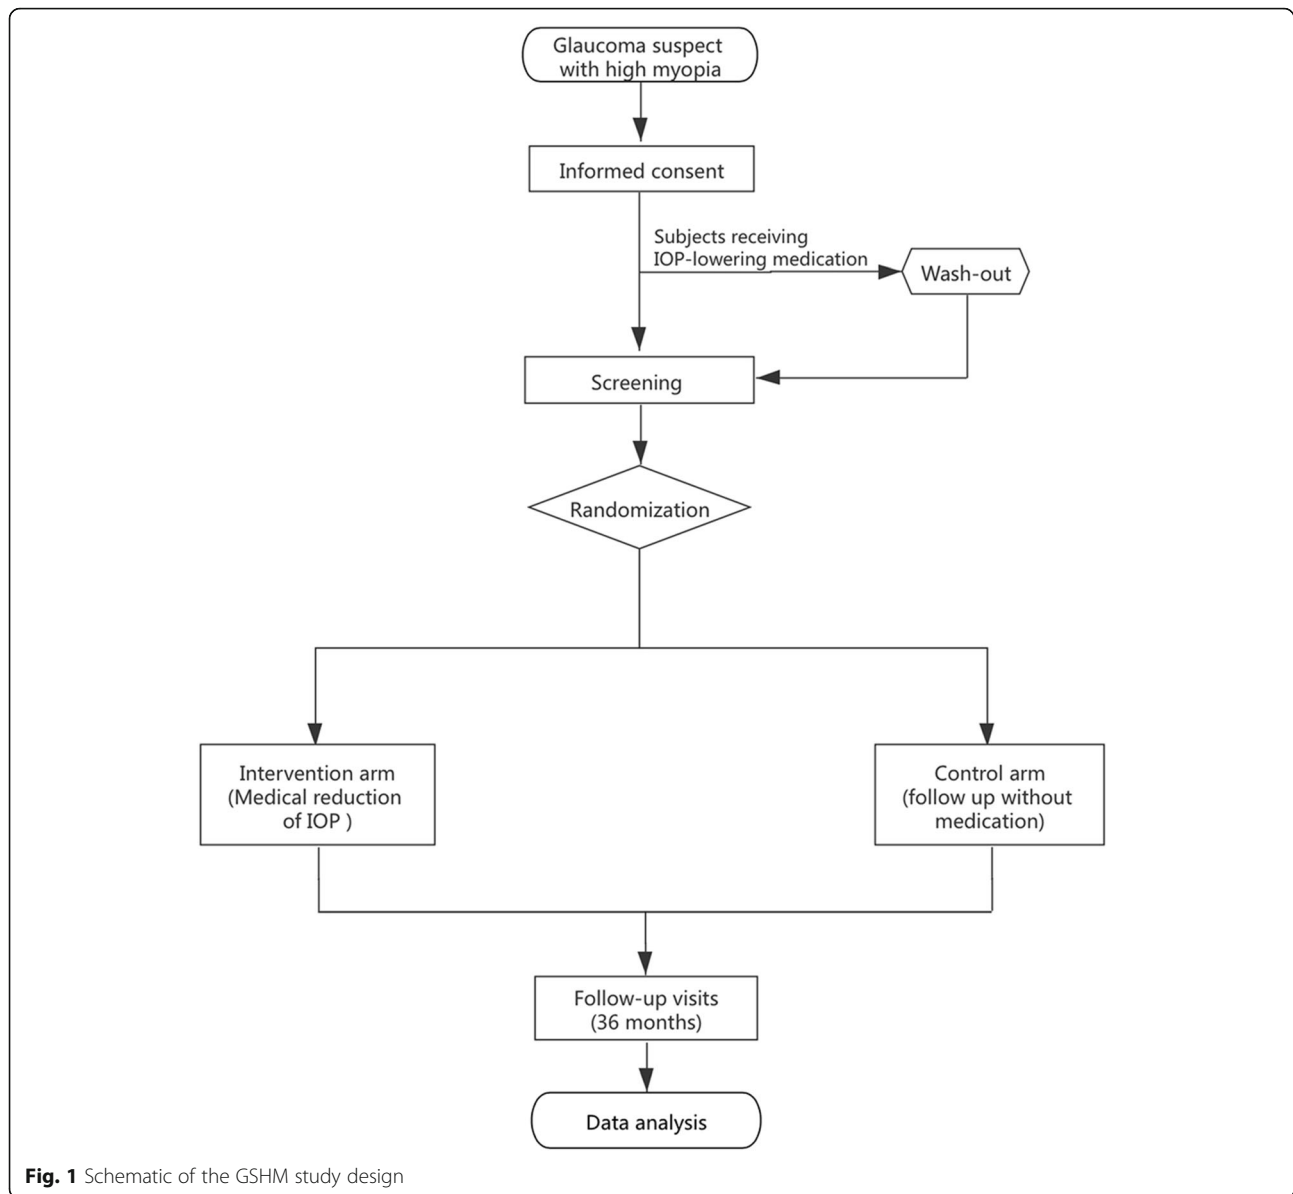 Glaucoma suspect
with high myopia
Informed consent
Subjects receiving
IOP-lowering medication
Wash-out
Screening
Randomization
Intervention arm
(Medical reduction
of IOP )
Control arm
(follow up without
medication)
Follow-up visits
(36 months)
Data analysis
Fig. 1 Schematic of the GSHM study design